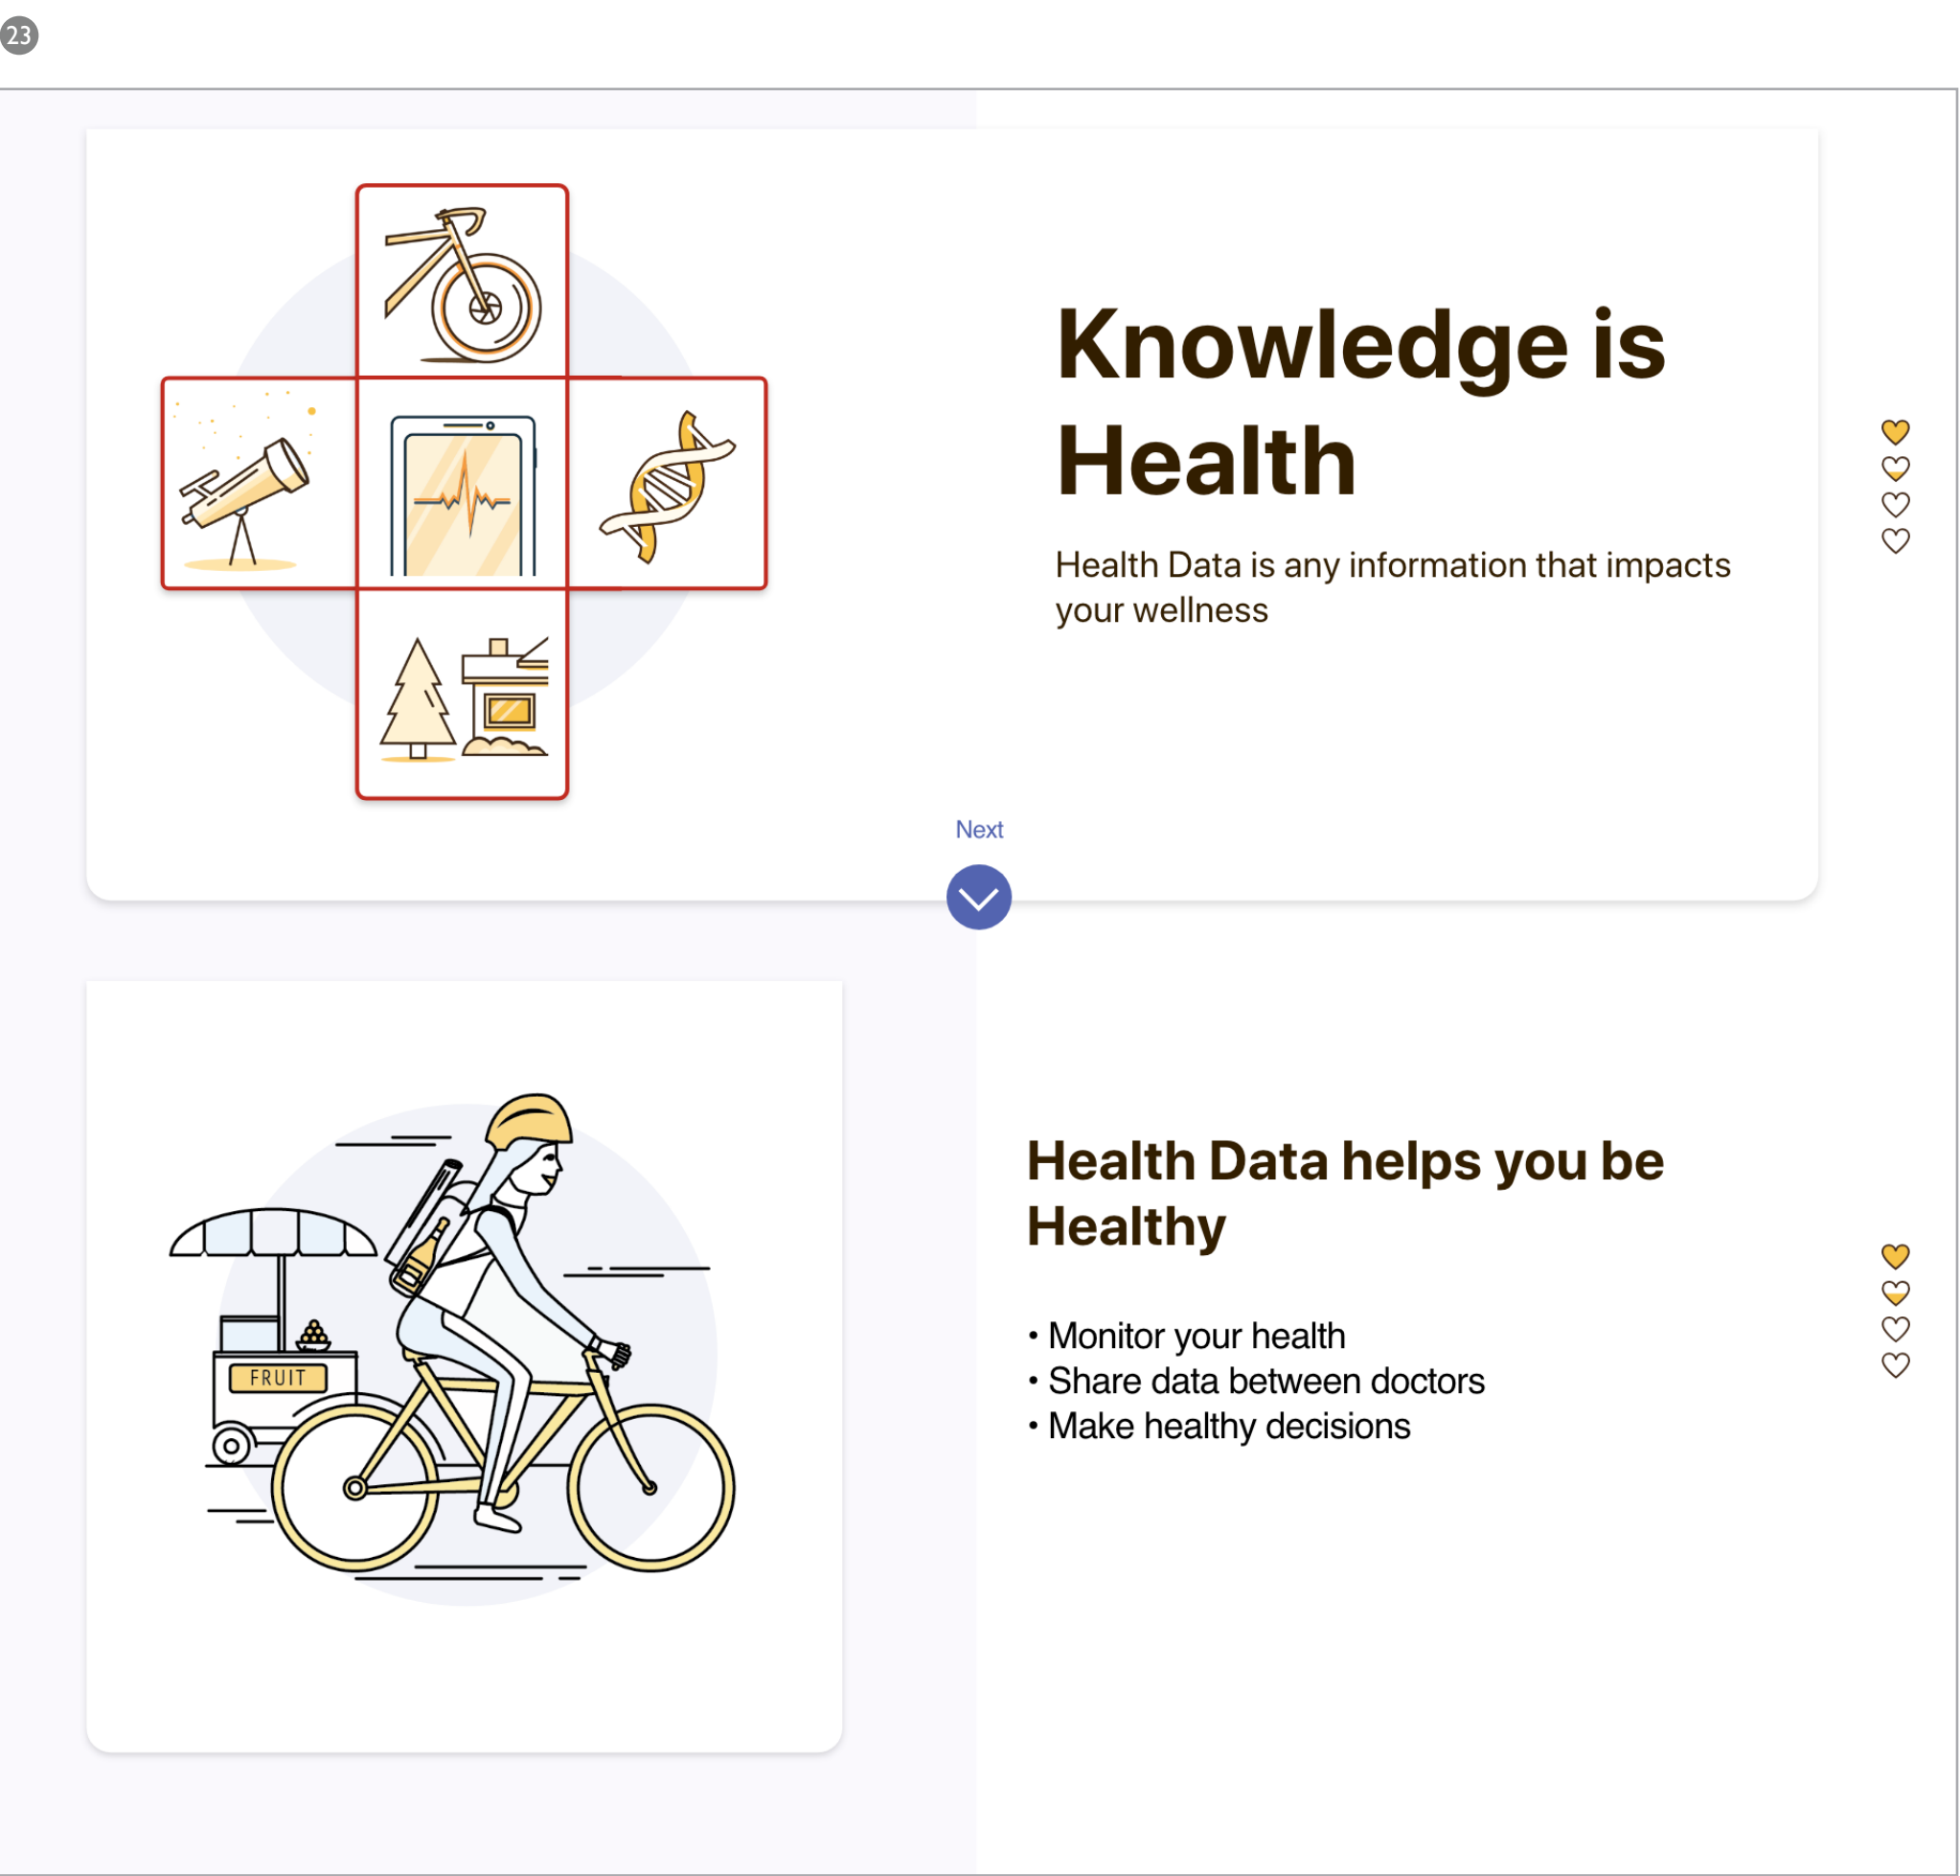 23
Knowledge is
Health
Health Data is any information that impacts
your wellness
Next
Health Data helps you be
Healthy
FRUIT
• Monitor your health
• Share data between doctors
• Make healthy decisions